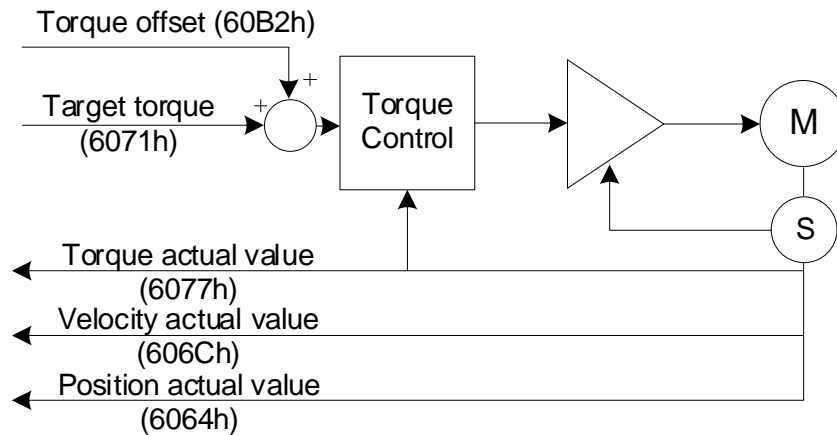 Torque offset (60B2h)
+
+
Target torque
(6071h)
Torque
Control
M
S
Torque actual value
(6077h)
Velocity actual value
(606Ch)
Position actual value
(6064h)